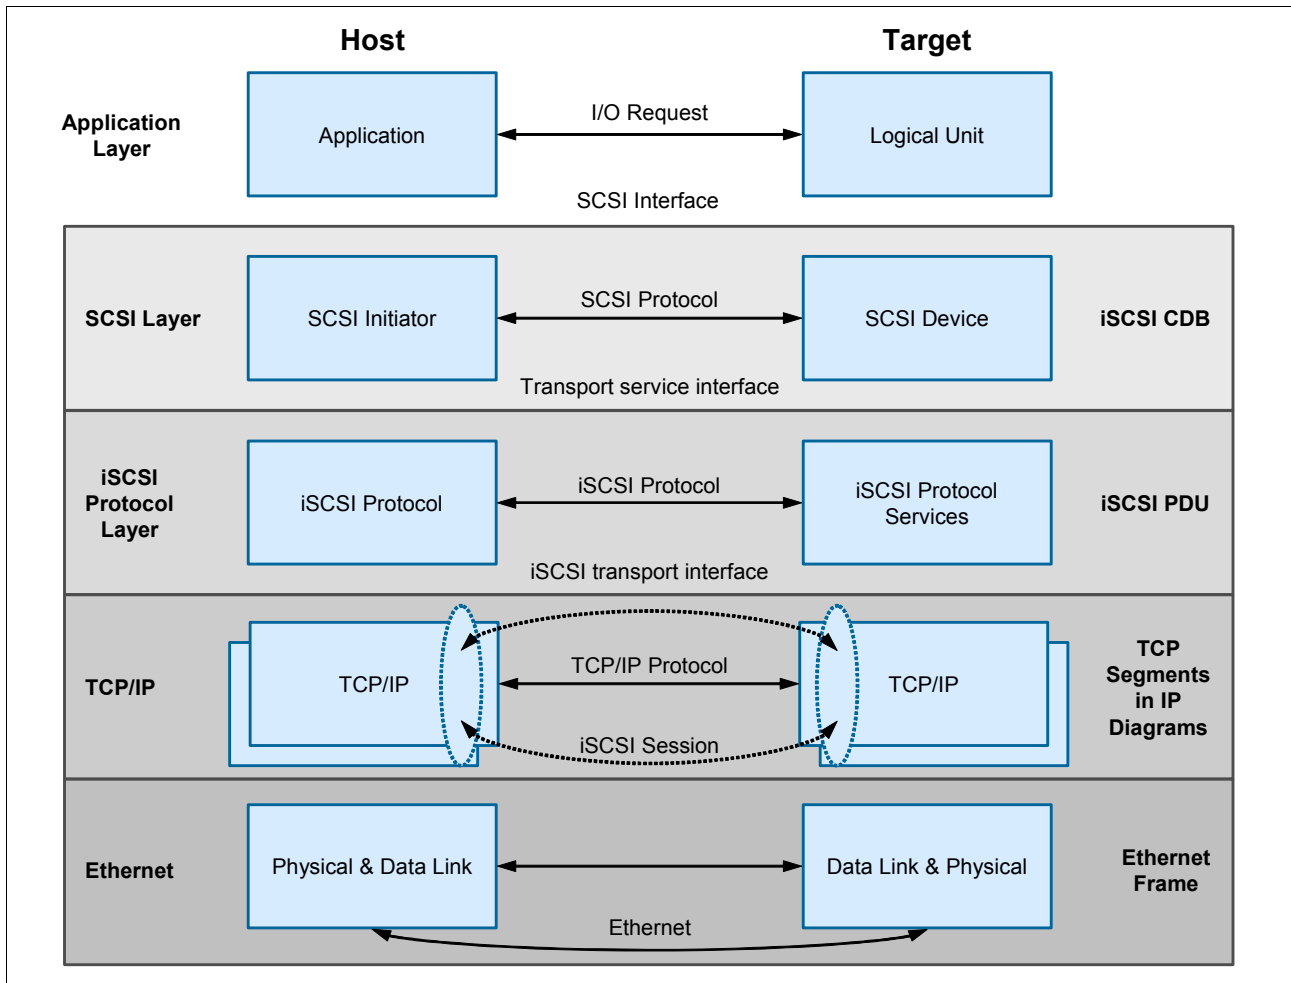 Host
Target
Application
Layer
Application
I/O Request
Logical Unit
SCSI Interface
SCSI Layer
SCSI Initiator
SCSI Protocol
SCSI Device
iSCSI CDB
Transport service interface
iSCSI
Protocol
Layer
iSCSI Protocol
iSCSI Protocol
iSCSI Protocol
Services
iSCSI PDU
iSCSI transport interface
TCP/IP
TCP/IP
TCP/IP Protocol
iSCSI Session
TCP/IP
TCP
Segments
in IP
Diagrams
Ethernet
Physical & Data Link
Data Link & Physical
Ethernet
Frame
Ethernet